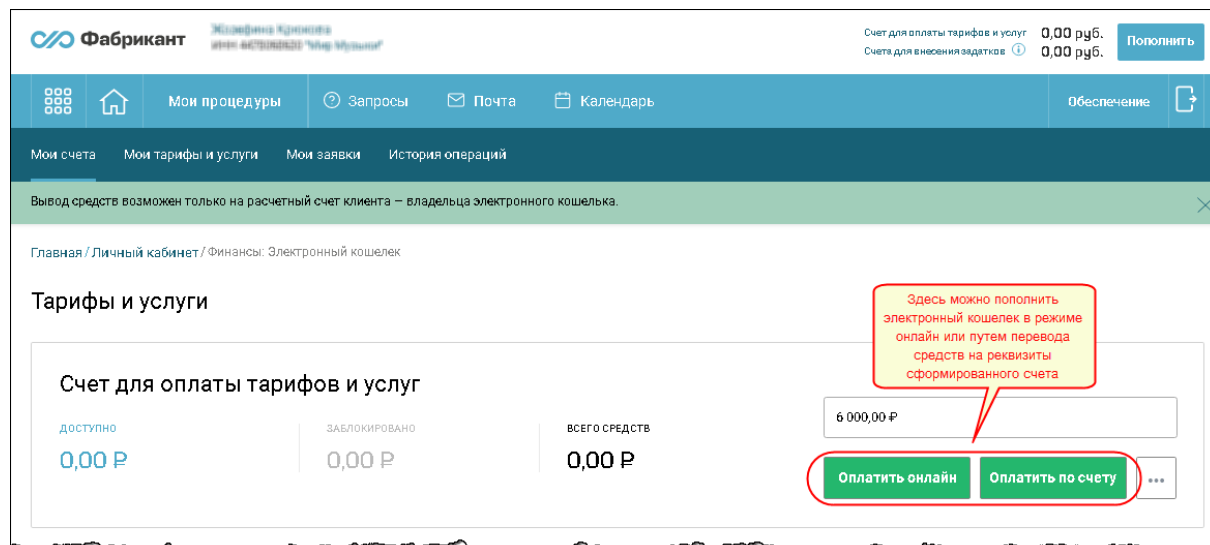 Фабрикант
Счет для оплаты тарифов и услуг 0,00 руб.
Счета для внесения задатков 0,00 руб.
Пополнить
Мои процедуры Запросы Почта Календарь Обеспечение
Мои счета Мои тарифы и услуги Мои заявки История операций
Вывод средств возможен только на расчетный счет клиента – владельца электронного кошелька.
Главная / Личный кабинет / Финансы: Электронный кошелек
Тарифы и услуги
Здесь можно пополнить
электронный кошелек в режиме
онлайн или путем перевода
средств на реквизиты
сформированного счета
Счет для оплаты тарифов и услуг
ДОСТУПНО ЗАБЛОКИРОВАНО ВСЕГО СРЕДСТВ
0,00 ₽ 0,00 ₽ 0,00 ₽
6 000,00 ₽
Оплатить онлайн Оплатить по счету ...